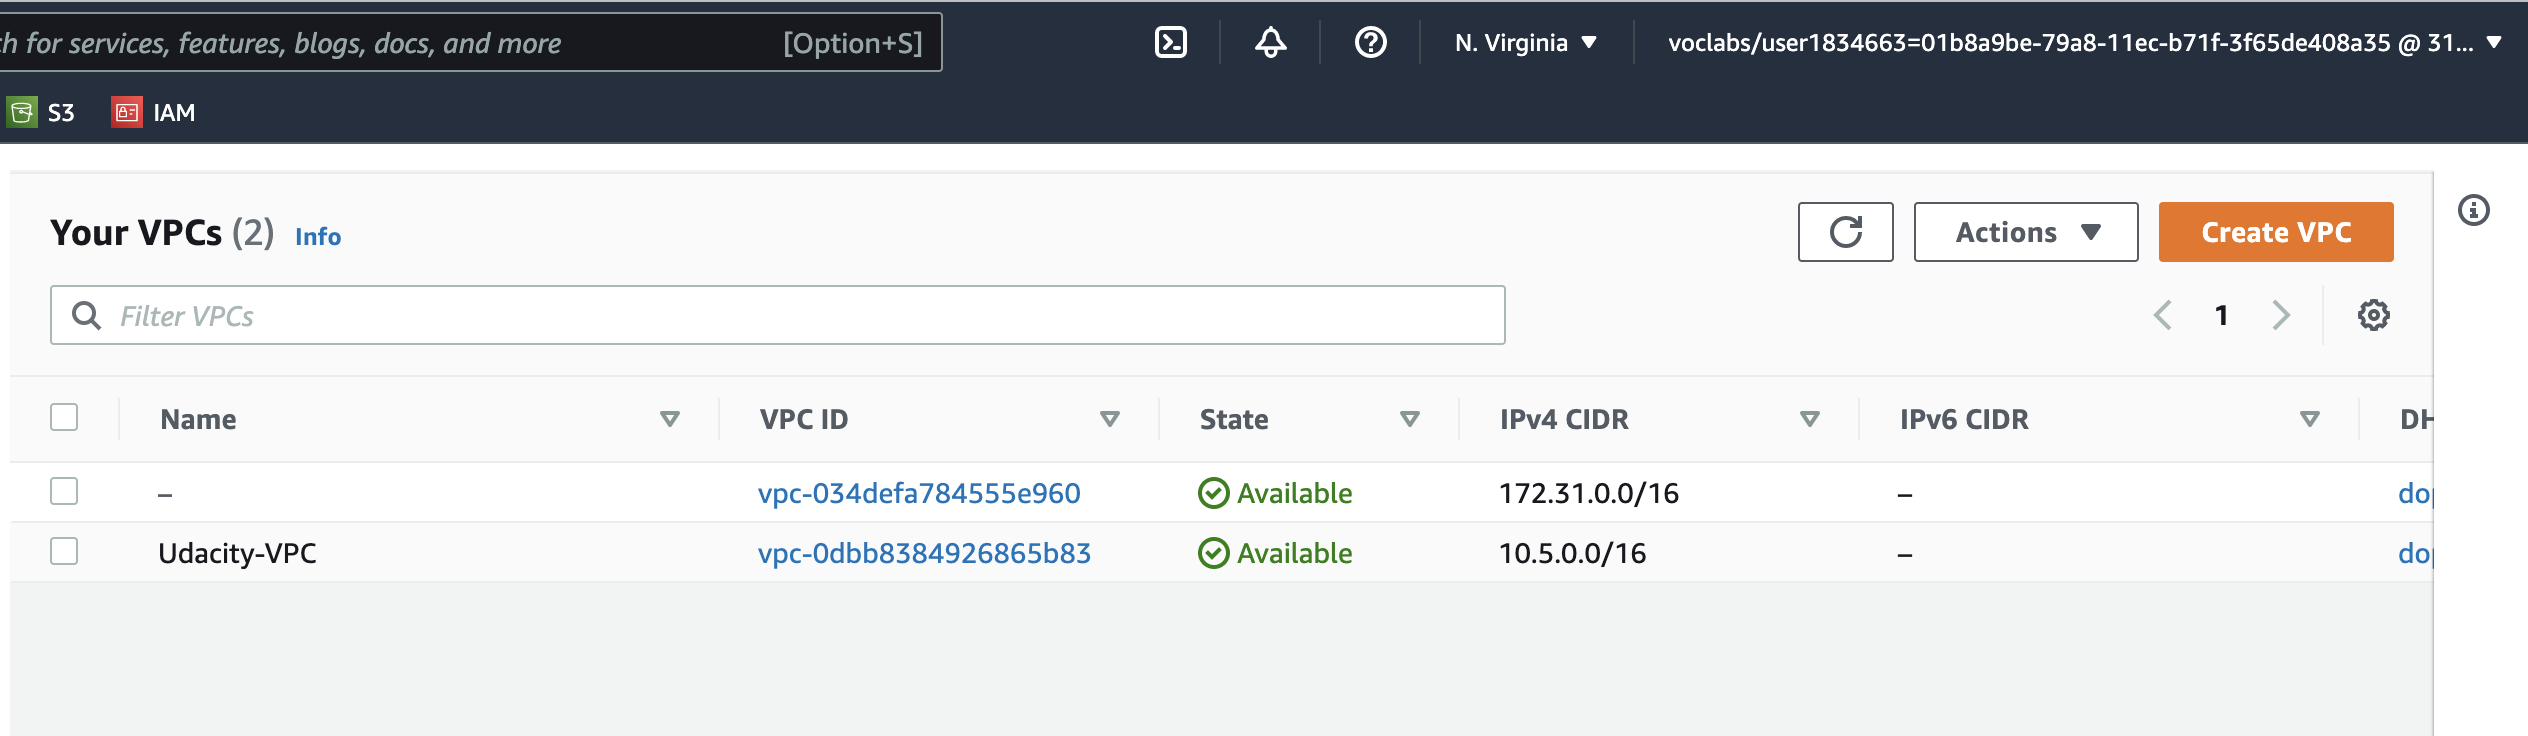 h for services, features, blogs, docs, and more [Option+S] N. Virginia voclabs/user1834663=01b8a9be-79a8-11ec-b71f-3f65de408a35 @ 31...
S3 IAM
Your VPCs (2) Info Actions Create VPC
Filter VPCs 1
Name VPC ID State IPv4 CIDR IPv6 CIDR DH
– vpc-034defa784555e960 Available 172.31.0.0/16 – dop
Udacity-VPC vpc-0dbb8384926865b83 Available 10.5.0.0/16 – dop